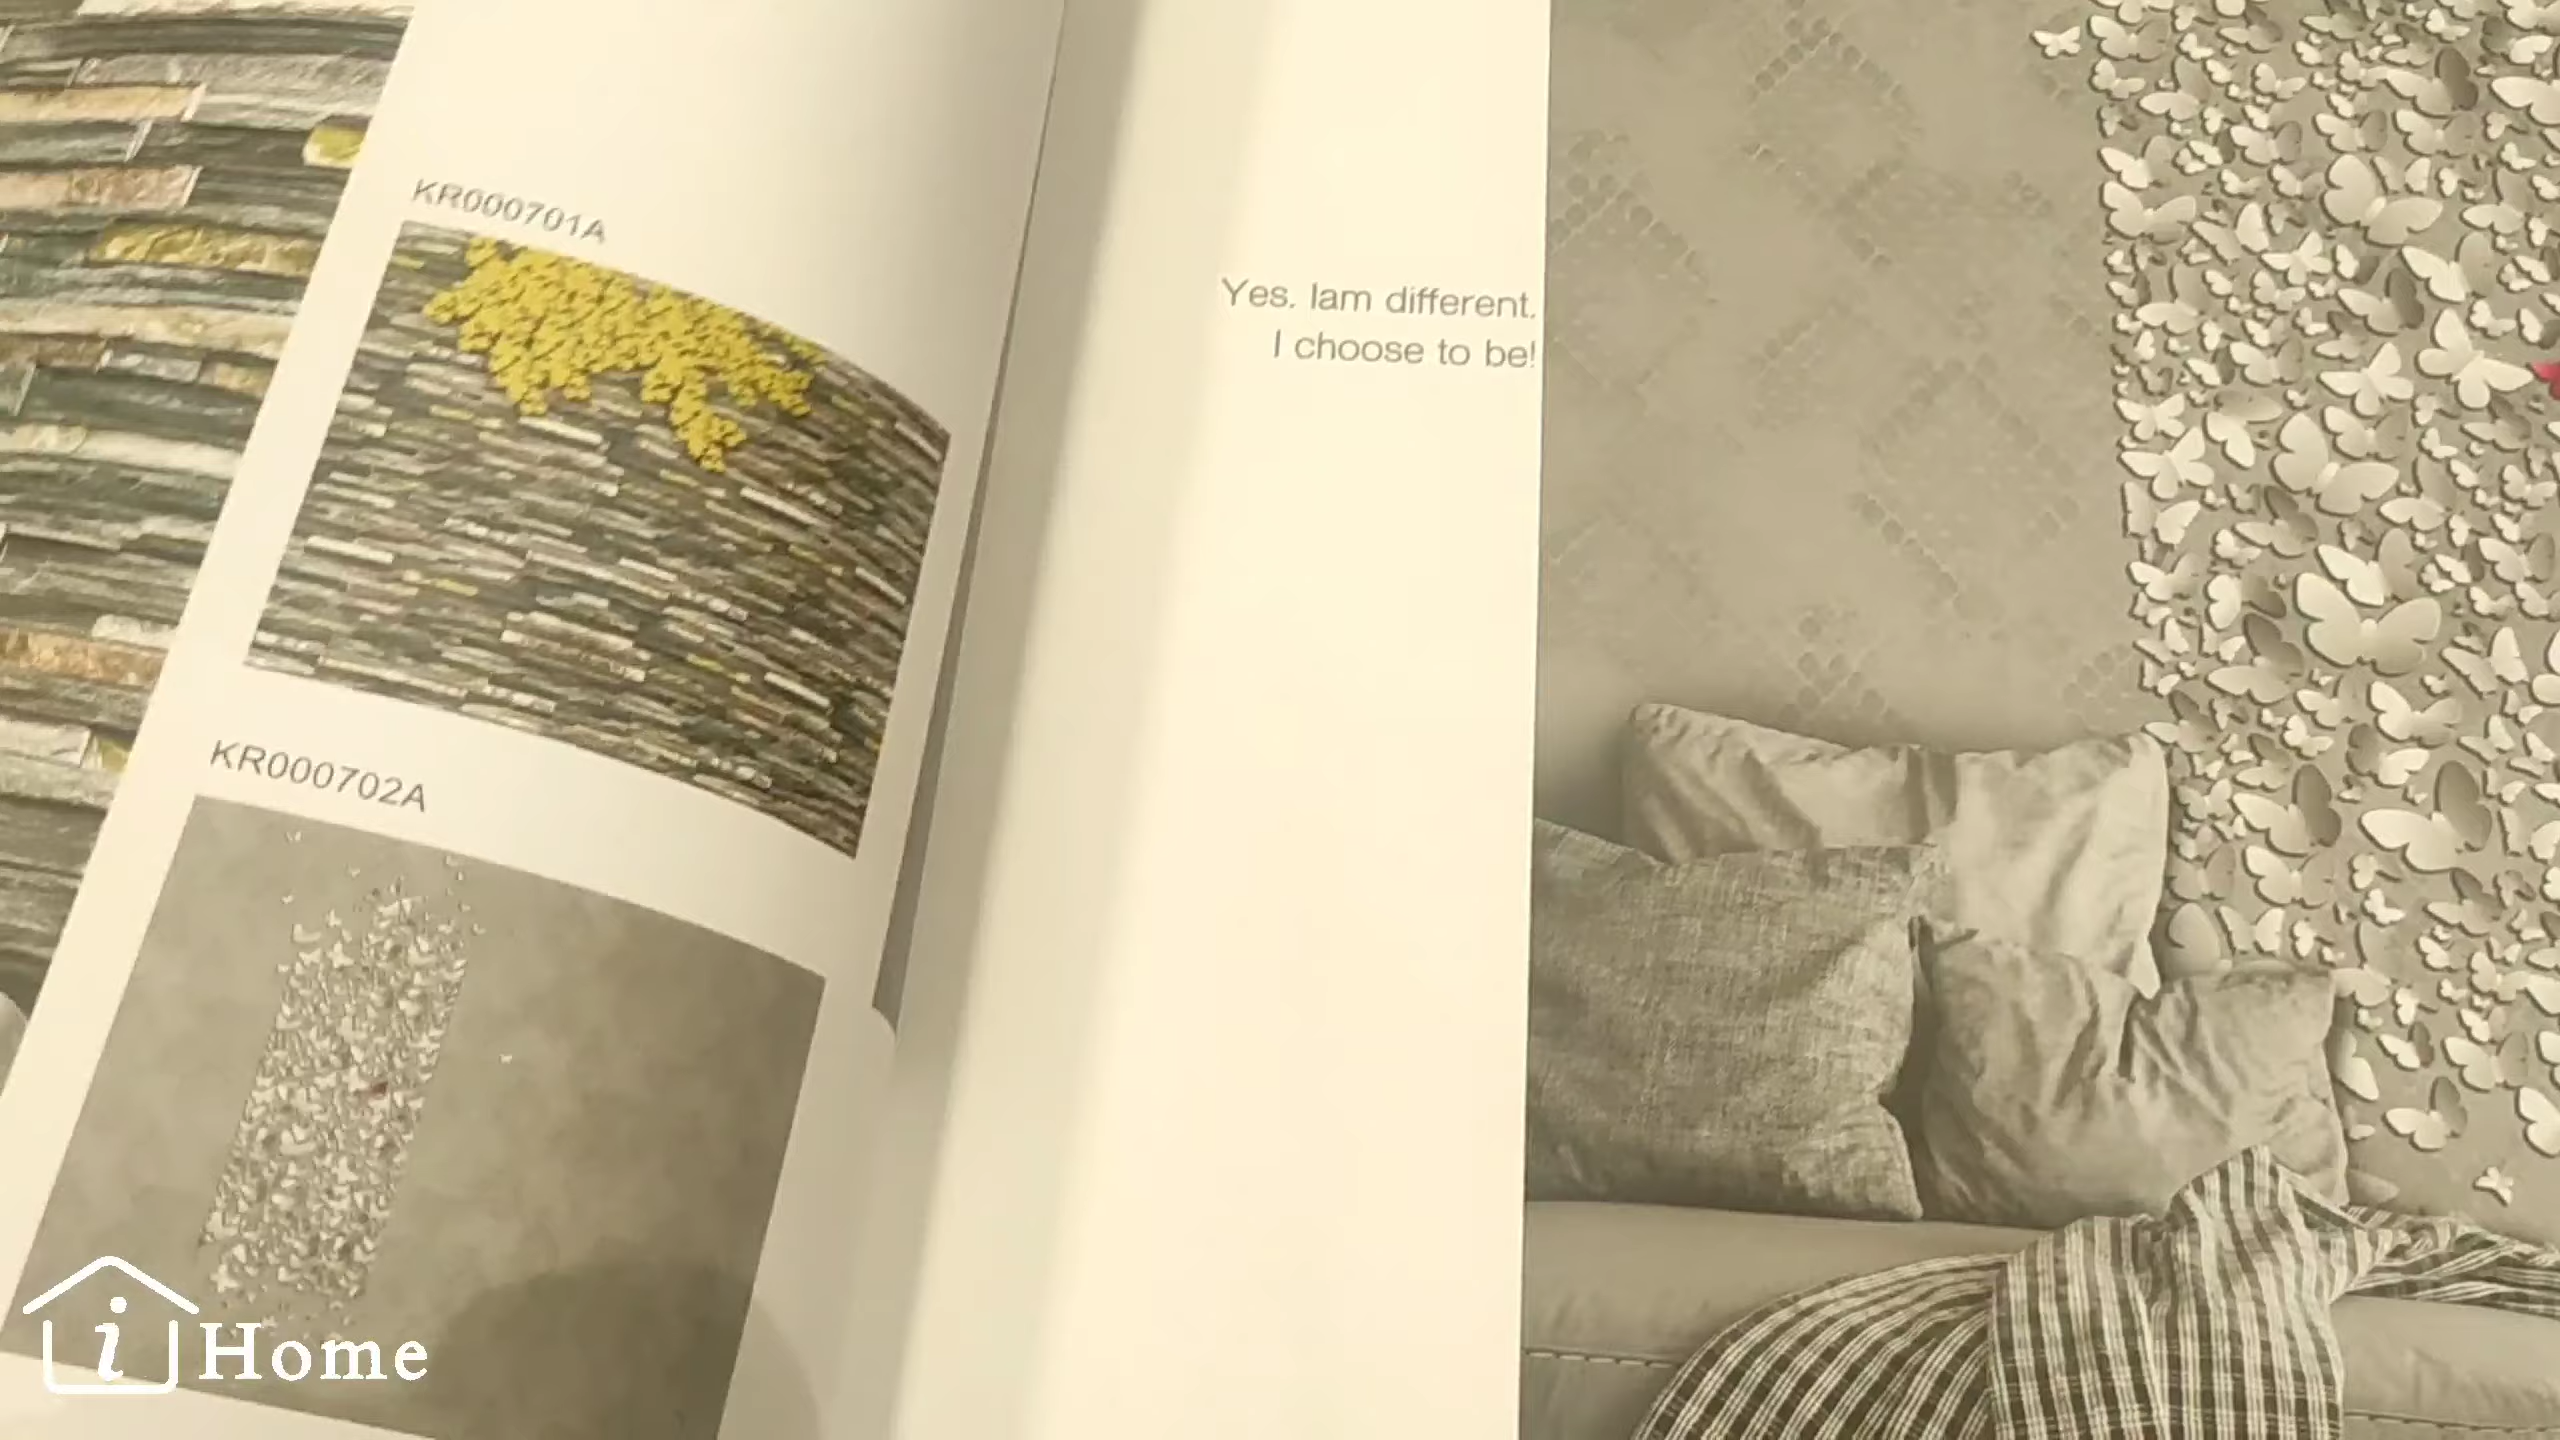 KR000701A
KR000702A
Yes. Iam different.
I choose to be!
i Home